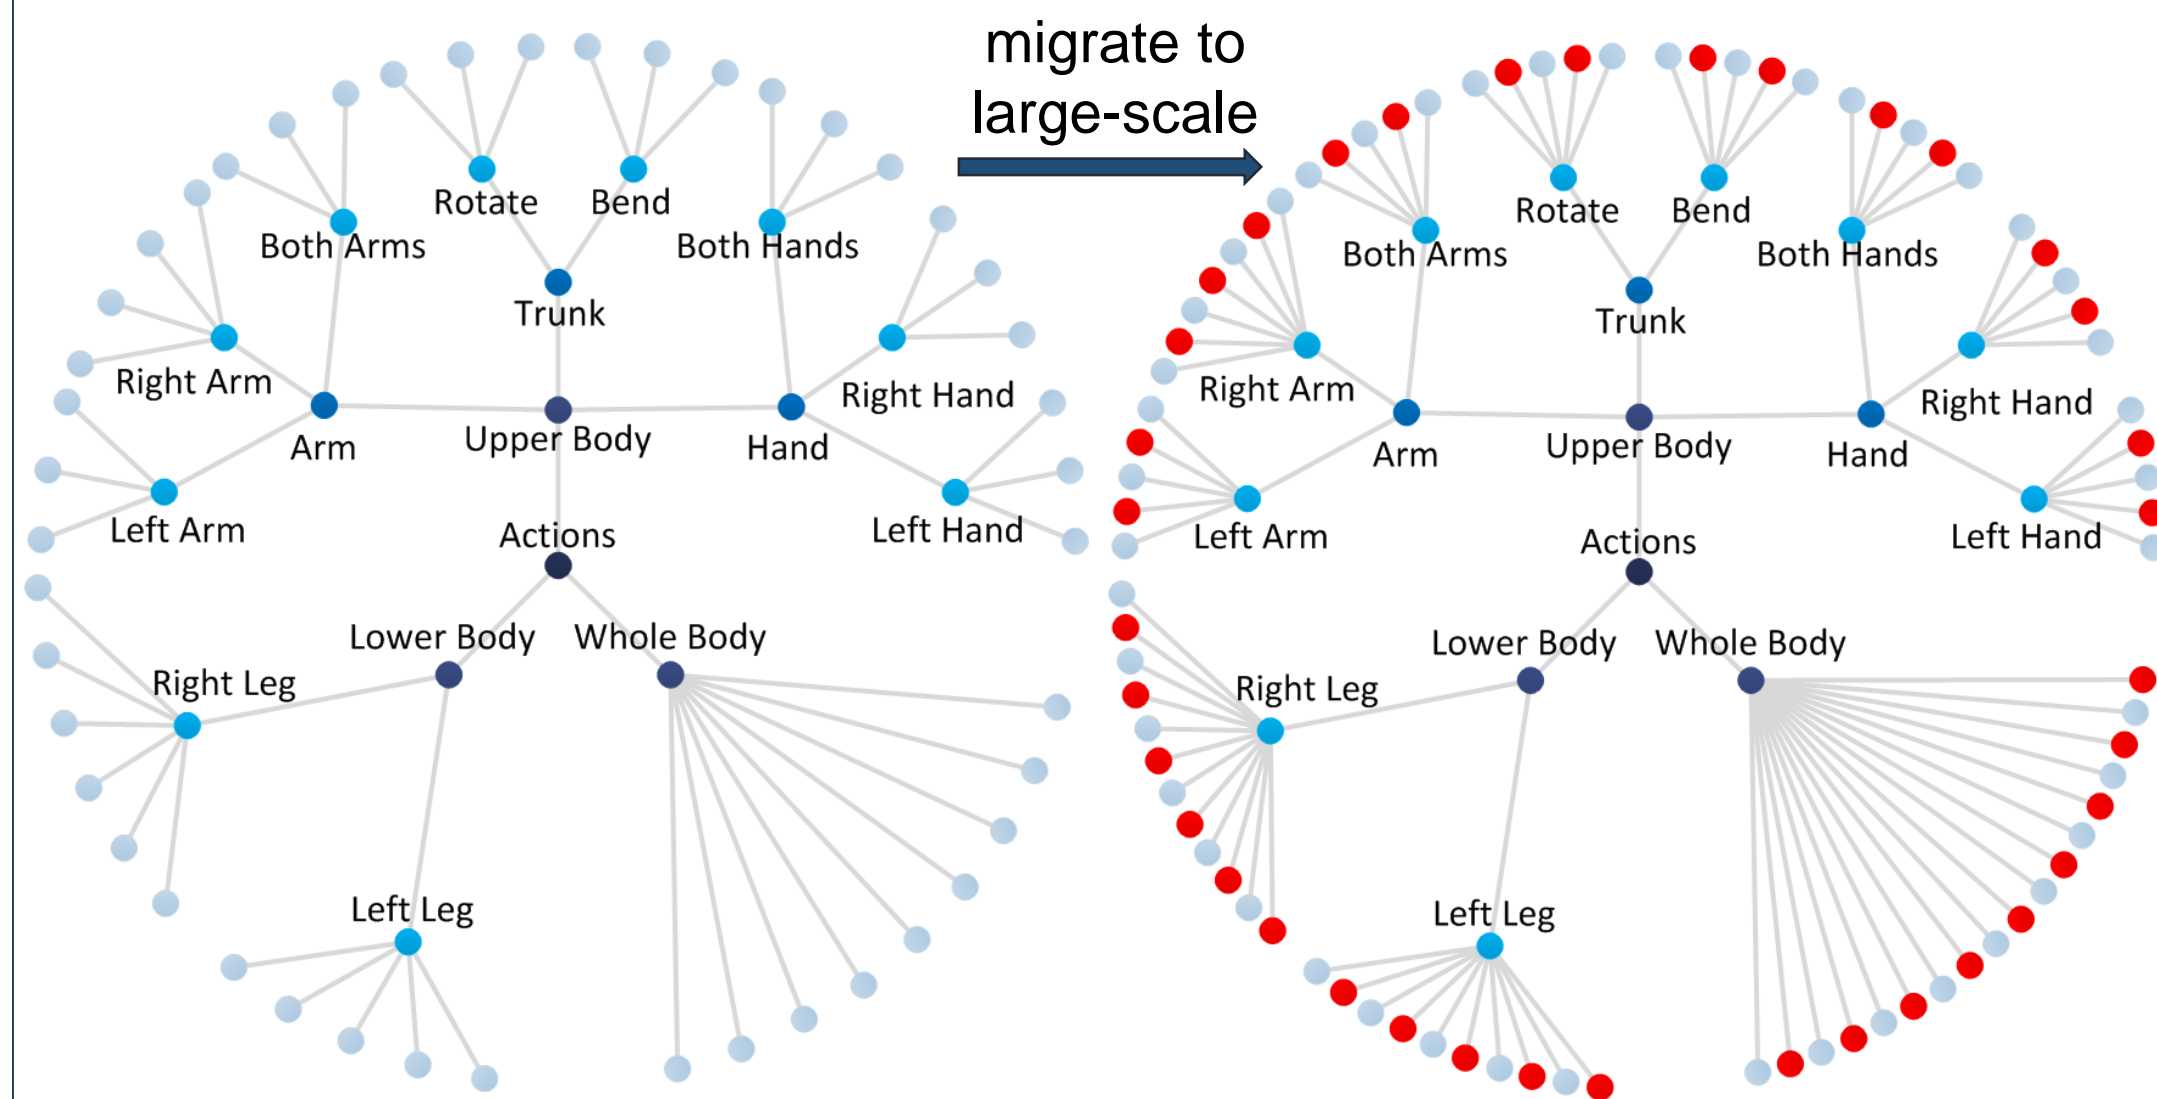 migrate to
large-scale
Rotate
Bend
Both Arms
Both Hands
Trunk
Right Arm
Right Hand
Arm
Upper Body
Hand
Left Arm
Left Hand
Actions
Lower Body
Whole Body
Right Leg
Left Leg
Rotate
Bend
Both Arms
Both Hands
Trunk
Right Arm
Right Hand
Arm
Upper Body
Hand
Left Arm
Left Hand
Actions
Lower Body
Whole Body
Right Leg
Left Leg